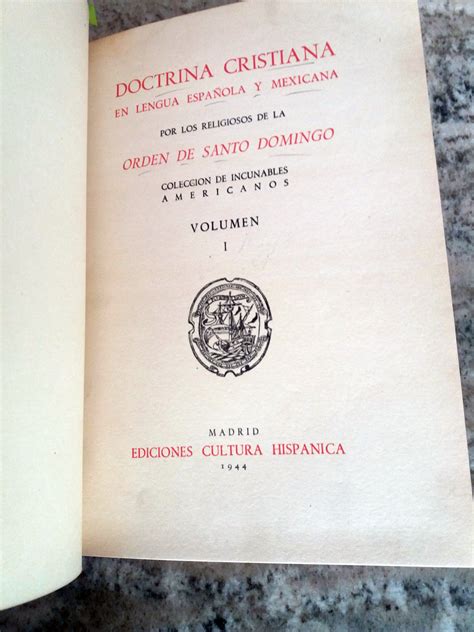 DOCTRINA CRISTIANA
EN LENGUA ESPAÑOLA Y MEXICANA
POR LOS RELIGIOSOS DE LA
ORDEN DE SANTO DOMINGO
COLECCION DE INCUNABLES
AMERICANOS
VOLUMEN
I
MADRID
EDICIONES CULTURA HISPANICA
1944